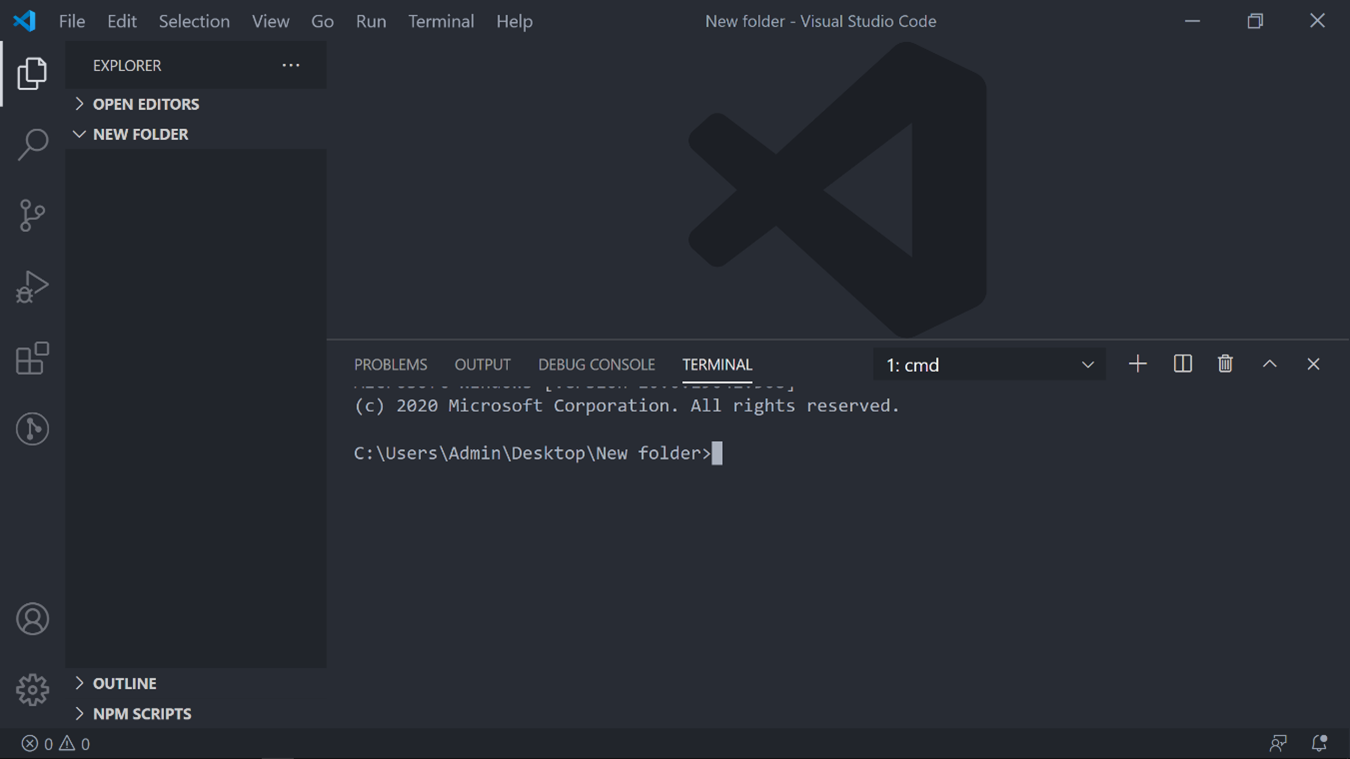 File Edit Selection View Go Run Terminal Help New folder - Visual Studio Code
EXPLORER
OPEN EDITORS
NEW FOLDER
OUTLINE
NPM SCRIPTS
PROBLEMS OUTPUT DEBUG CONSOLE TERMINAL 1: cmd
(c) 2020 Microsoft Corporation. All rights reserved.
C:\Users\Admin\Desktop\New folder>
0 0